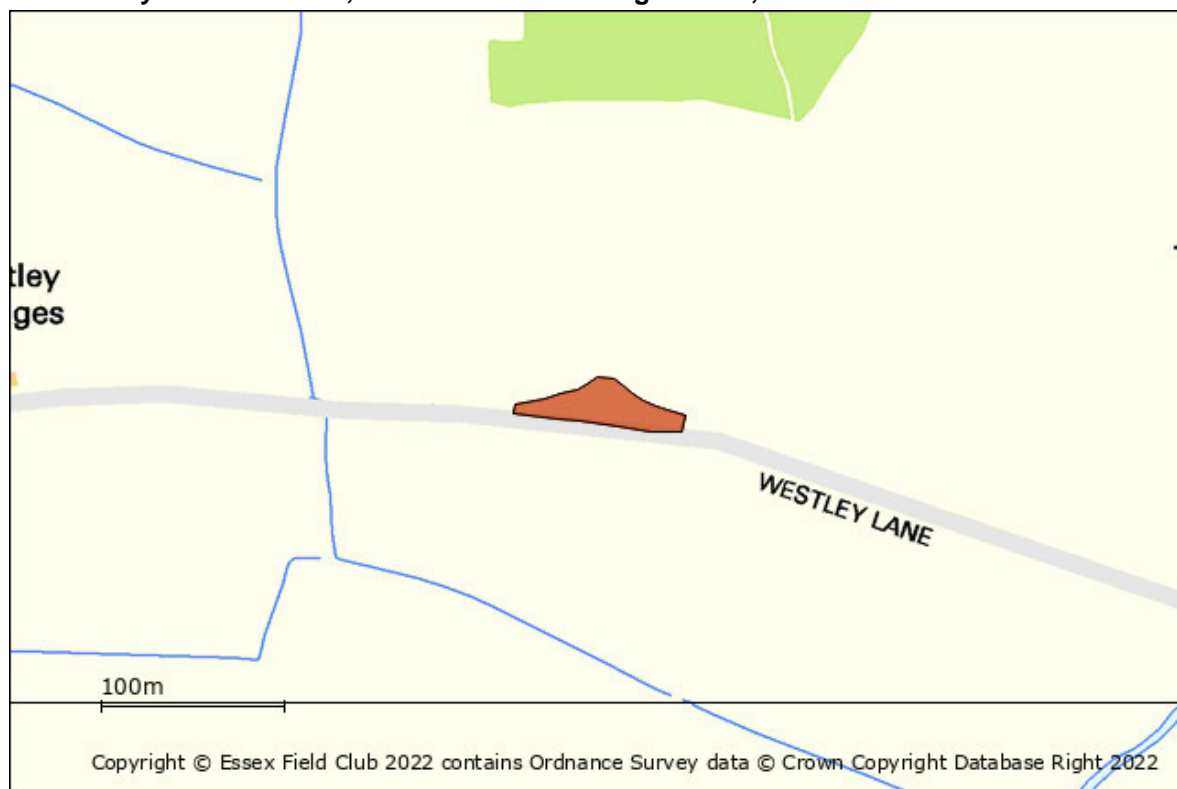 tley
ges
WESTLEY LANE
100m
Copyright © Essex Field Club 2022 contains Ordnance Survey data © Crown Copyright Database Right 2022